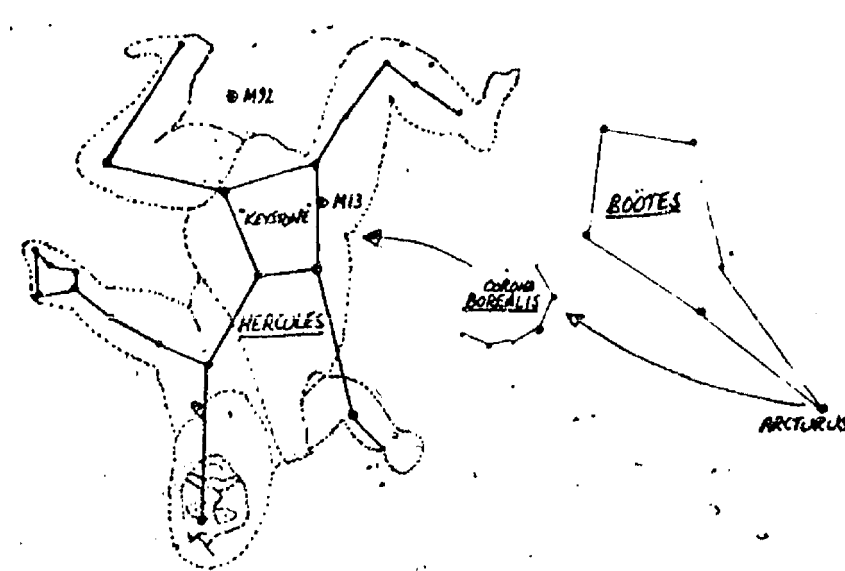 M92
"KEYSTONE"
M13
BOÖTES
CORONA
BOREALIS
HERCULES
ARCTURUS